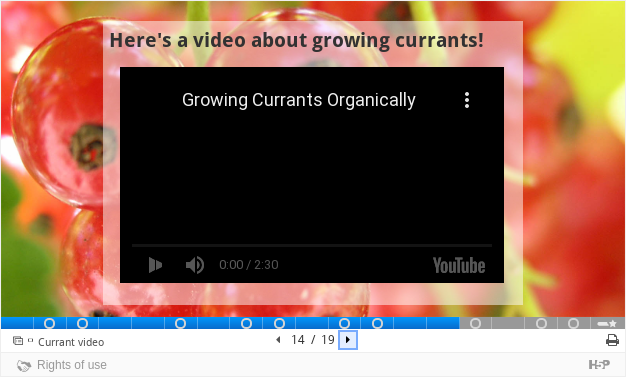 Here's a video about growing currants!
Growing Currants Organically
0:00 / 2:30
YouTube
Currant video
14 / 19
Rights of use
H5P